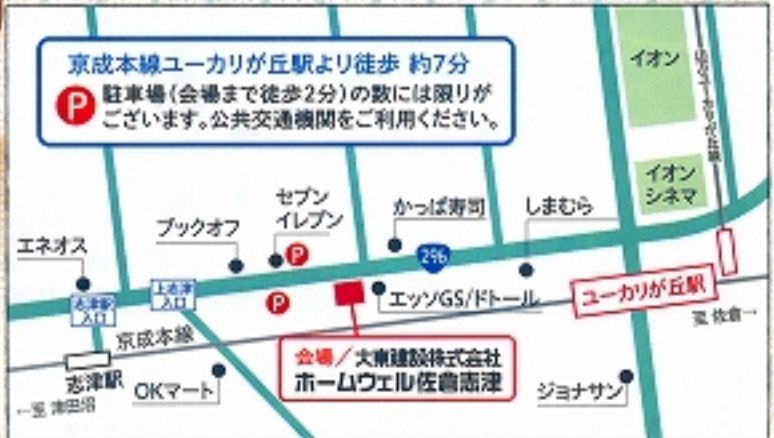 京成本線ユーカリが丘駅より徒歩 約7分
P 駐車場(会場まで徒歩2分)の数には限りが
ございます。公共交通機関をご利用ください。
イオン
イオン
シネマ
セブン
イレブン
かっぱ寿司
しまむら
ブックオフ
エネオス
P
296
P
志津駅
入口
上志津
入口
エッソGS/ドトール
ユーカリが丘駅
至 佐倉→
京成本線
会場/大東建設株式会社
ホームウェル佐倉志津
志津駅
OKマート
ジョナサン
←至 津田沼